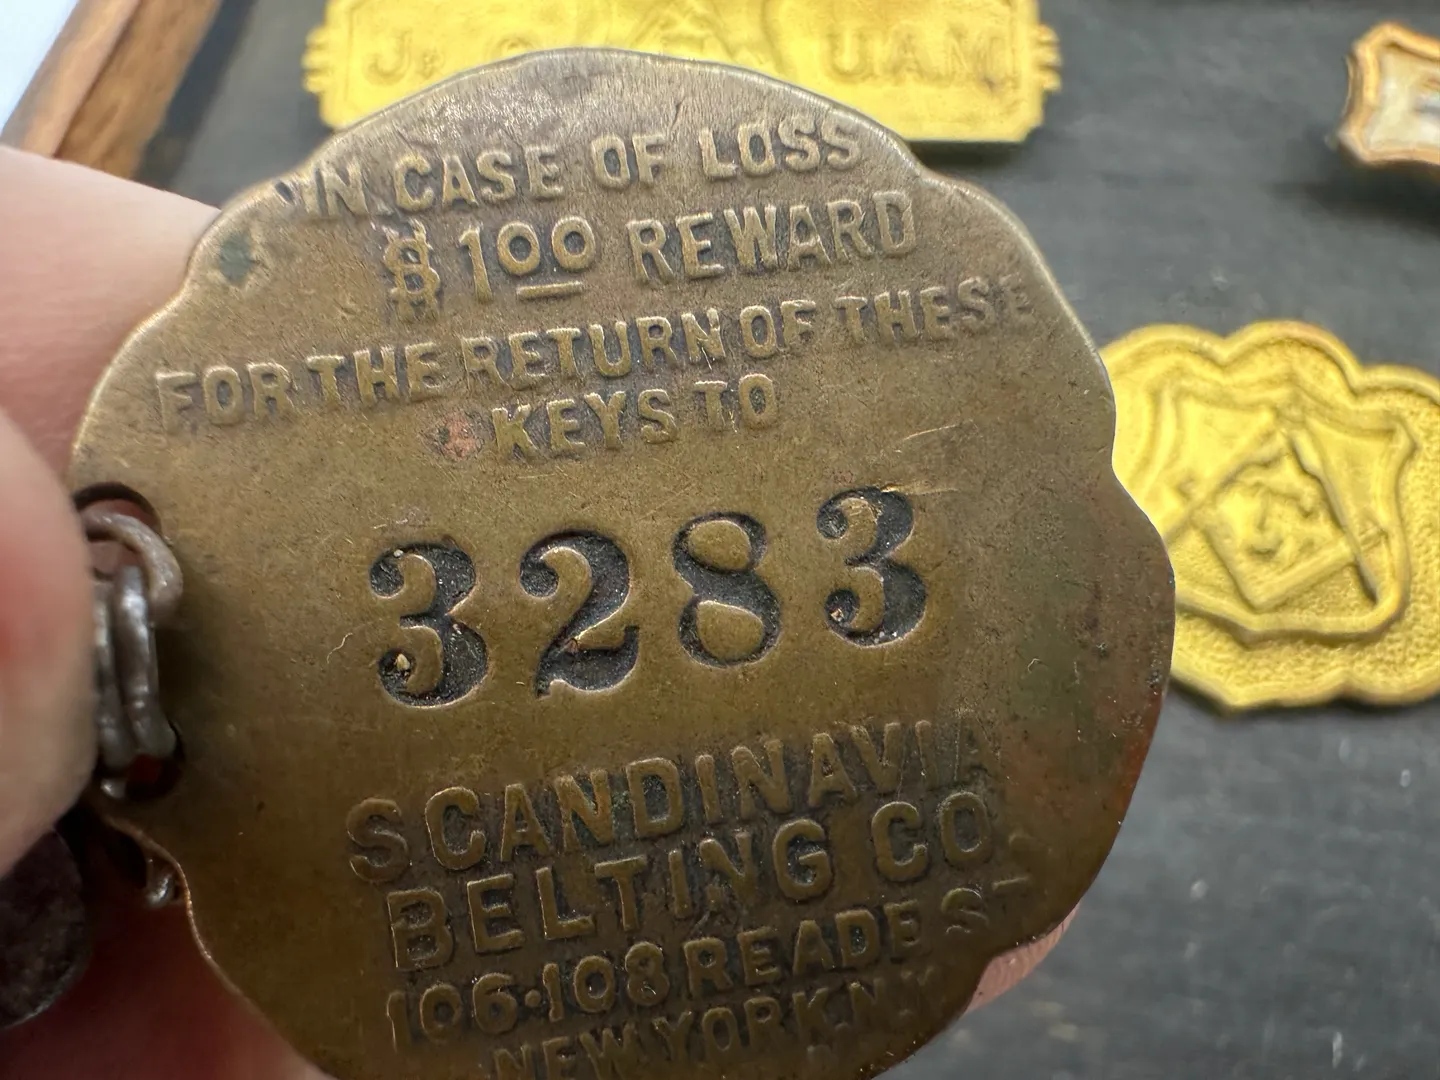 J. O. UAM
IN CASE OF LOSS
$1.00 REWARD
FOR THE RETURN OF THESE
KEYS TO
3283
SCANDINAVIA
BELTING CO.
106-108 READE ST
NEW YORK N.Y.